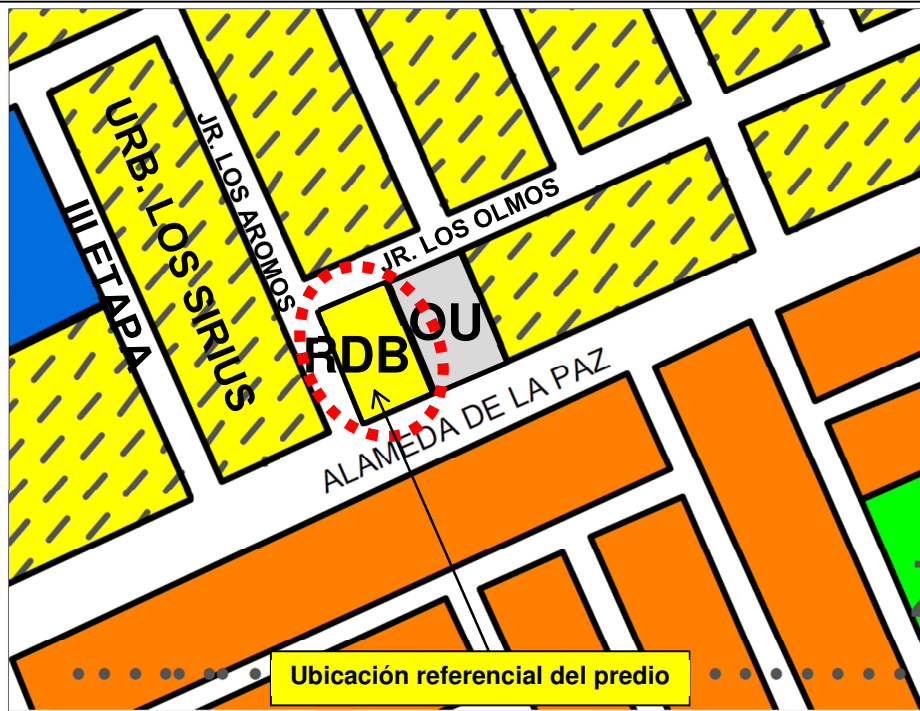 URB. LOS SIRIUS
III ETAPA
JR. LOS AROMOS
JR. LOS OLMOS
OU
RDB
ALAMEDA DE LA PAZ
Ubicación referencial del predio